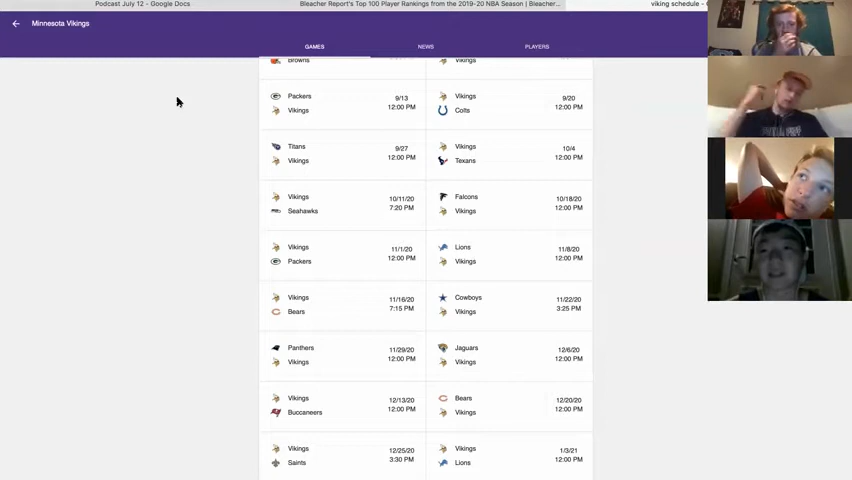 Podcast July 12 - Google Docs
Bleacher Report's Top 100 Player Rankings from the 2019-20 NBA Season | Bleacher...
viking schedule - G
Minnesota Vikings
GAMES
NEWS
PLAYERS
Browns
Vikings
Packers
9/13
Vikings
12:00 PM
Vikings
9/20
Colts
12:00 PM
Titans
9/27
Vikings
12:00 PM
Vikings
10/4
Texans
12:00 PM
Vikings
10/11/20
Seahawks
7:20 PM
Falcons
10/18/20
Vikings
12:00 PM
Vikings
11/1/20
Packers
12:00 PM
Lions
11/8/20
Vikings
12:00 PM
Vikings
11/16/20
Bears
7:15 PM
Cowboys
11/22/20
Vikings
3:25 PM
Panthers
11/29/20
Vikings
12:00 PM
Jaguars
12/6/20
Vikings
12:00 PM
Vikings
12/13/20
Buccaneers
12:00 PM
Bears
12/20/20
Vikings
12:00 PM
Vikings
12/25/20
Saints
3:30 PM
Vikings
1/3/21
Lions
12:00 PM